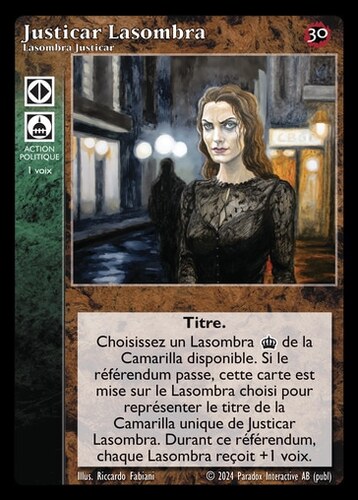 Justicar Lasombra
Lasombra Justicar
30
ACTION
POLITIQUE
1 voix
Titre.
Choisissez un Lasombra de la
Camarilla disponible. Si le
référendum passe, cette carte est
mise sur le Lasombra choisi pour
représenter le titre de la
Camarilla unique de Justicar
Lasombra. Durant ce référendum,
chaque Lasombra reçoit +1 voix.
Illus. Riccardo Fabiani © 2024 Paradox Interactive AB (publ)